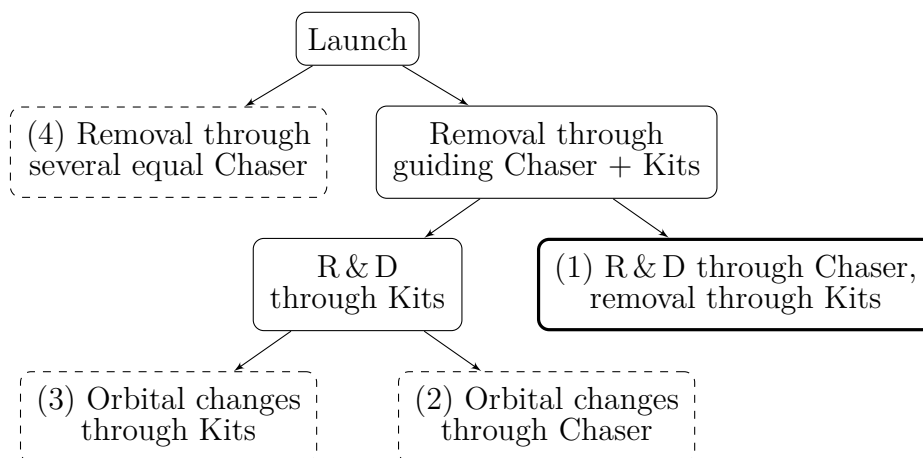 Launch
(4) Removal through
several equal Chaser
Removal through
guiding Chaser + Kits
R & D
through Kits
(1) R & D through Chaser,
removal through Kits
(3) Orbital changes
through Kits
(2) Orbital changes
through Chaser